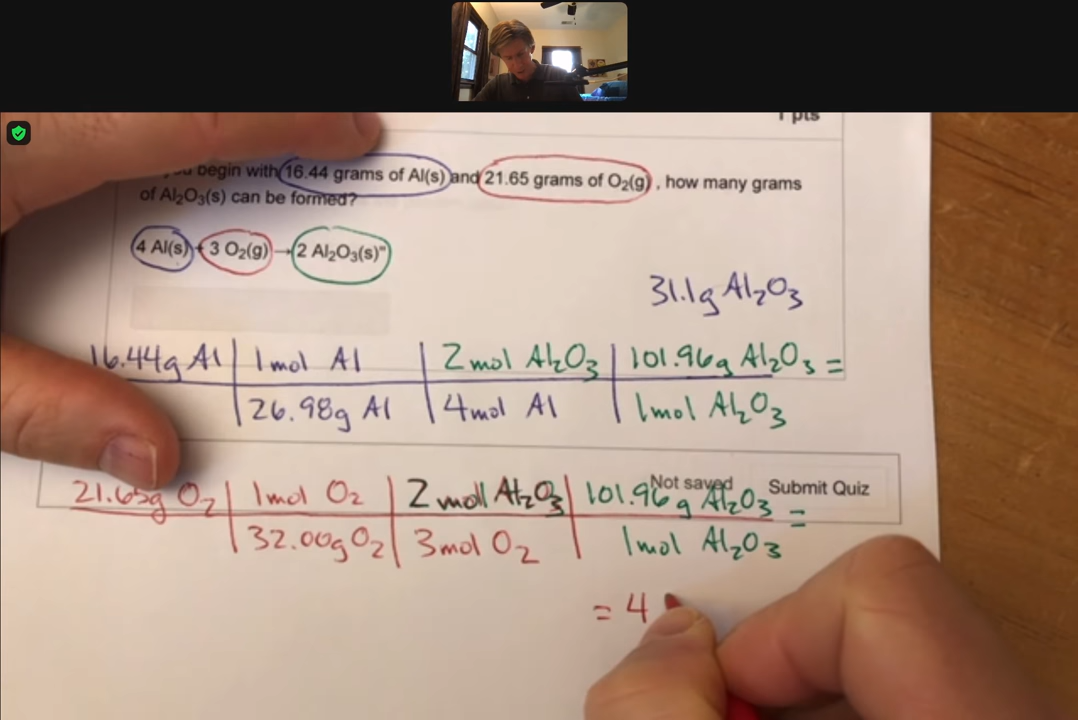 1 pts
begin with 16.44 grams of Al(s) and 21.65 grams of O₂(g) , how many grams
of Al₂O₃(s) can be formed?
4 Al(s) + 3 O₂(g) → 2 Al₂O₃(s)"
31.1g Al₂O₃
16.44g Al | 1mol Al | 2 mol Al₂O₃ | 101.96g Al₂O₃ =
26.98g Al | 4mol Al | 1mol Al₂O₃
Not saved Submit Quiz
21.65g O₂ | 1mol O₂ | 2 moll Al₂O₃ | 101.96g Al₂O₃ =
32.00g O₂ | 3mol O₂ | 1mol Al₂O₃
= 4